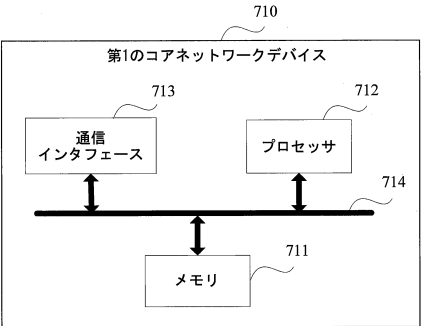 710
第1のコアネットワークデバイス
713
712
通信
インタフェース
プロセッサ
714
711
メモリ